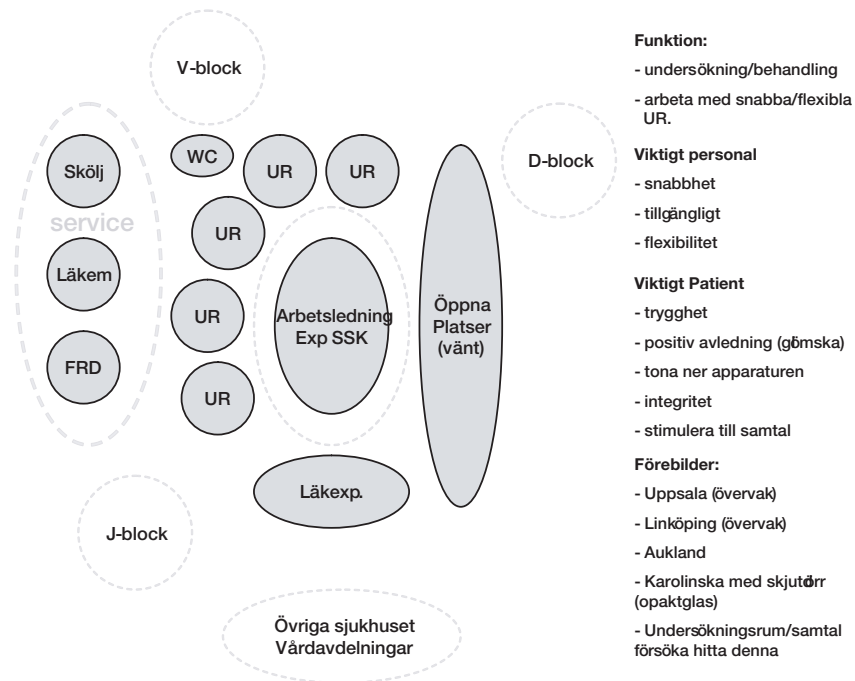 V-block
D-block
Skölj
service
Läkem
FRD
WC
UR
UR
UR
UR
UR
Arbetsledning
Exp SSK
Öppna
Platser
(vänt)
Läkexp.
J-block
Övriga sjukhuset
Vårdavdelningar
Funktion:
- undersökning/behandling
- arbeta med snabba/flexibla
UR.
Viktigt personal
- snabbhet
- tillgängligt
- flexibilitet
Viktigt Patient
- trygghet
- positiv avledning (gömska)
- tona ner apparaturen
- integritet
- stimulera till samtal
Förebilder:
- Uppsala (övervak)
- Linköping (övervak)
- Aukland
- Karolinska med skjutdörr
(opaktglas)
- Undersökningsrum/samtal
försöka hitta denna